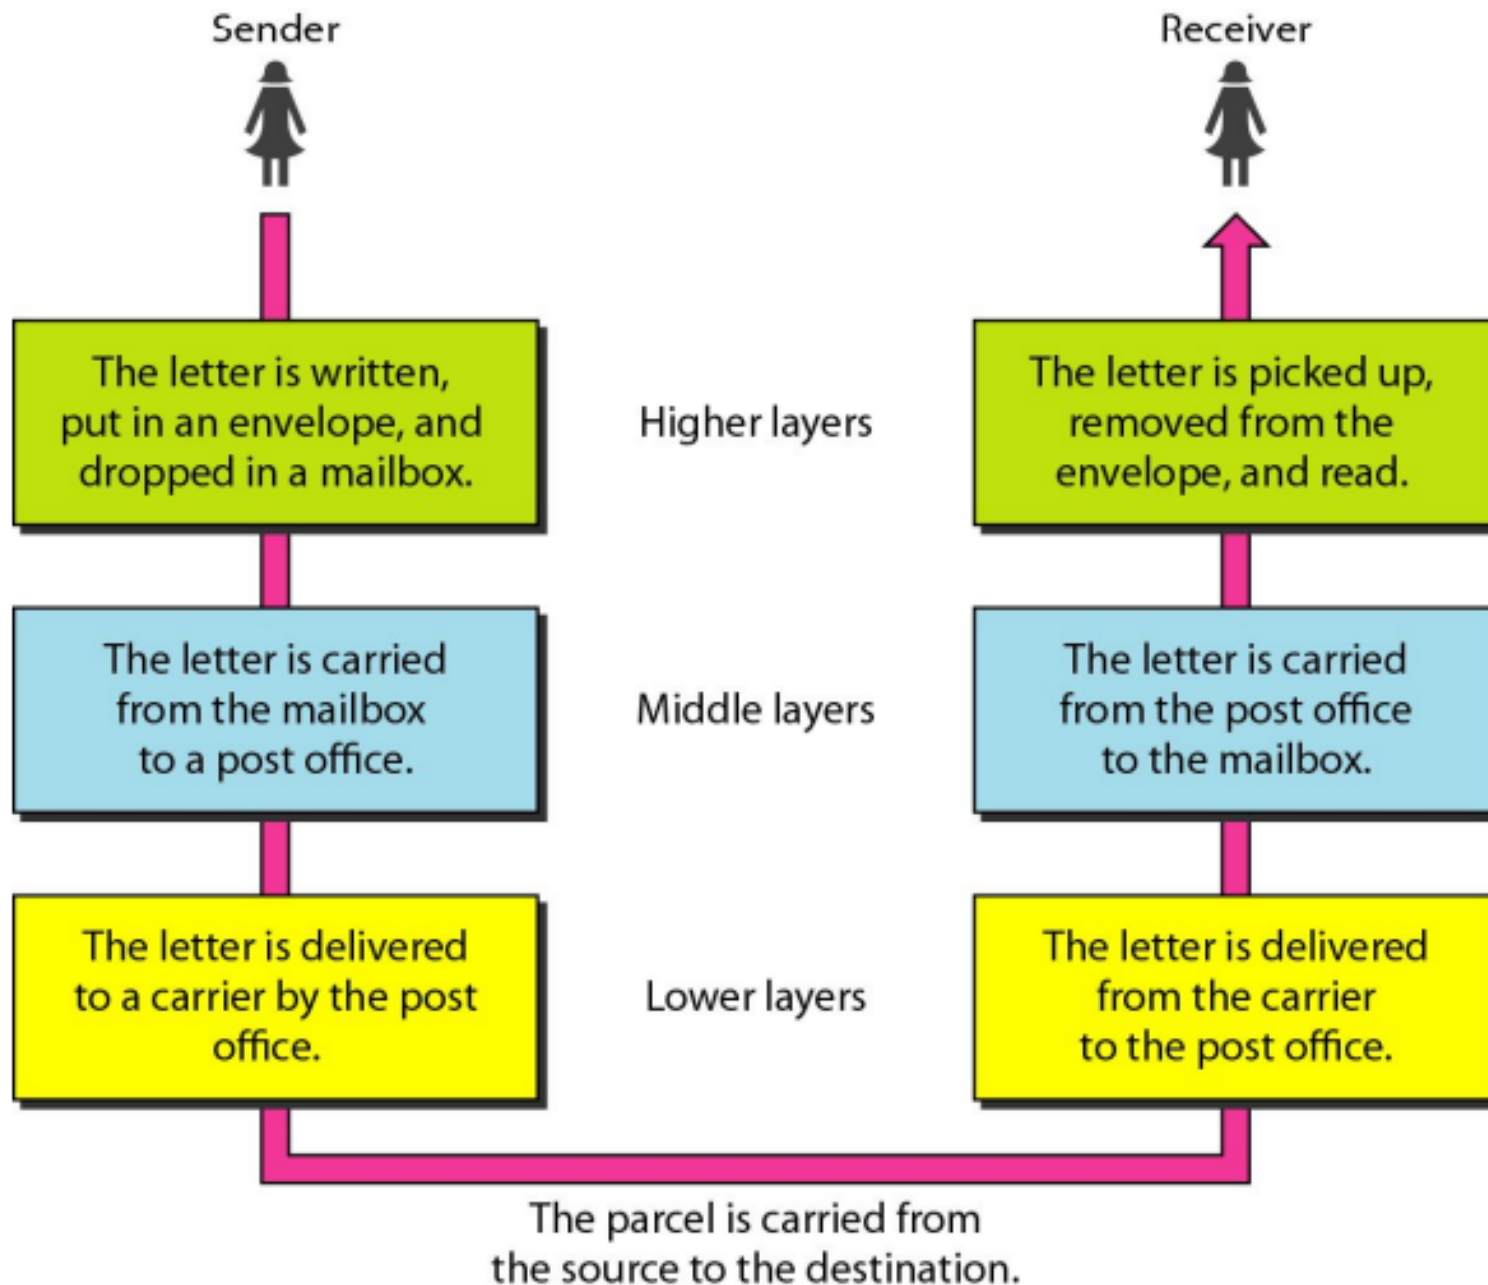 Sender
Receiver
The letter is written,
put in an envelope, and
dropped in a mailbox.
Higher layers
The letter is picked up,
removed from the
envelope, and read.
The letter is carried
from the mailbox
to a post office.
Middle layers
The letter is carried
from the post office
to the mailbox.
The letter is delivered
to a carrier by the post
office.
Lower layers
The letter is delivered
from the carrier
to the post office.
The parcel is carried from
the source to the destination.